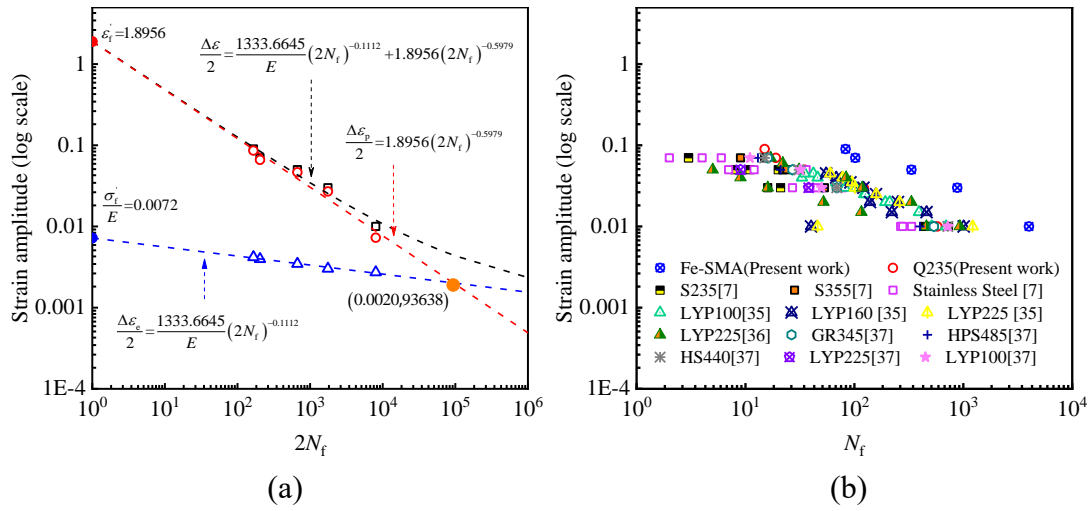 Strain amplitude (log scale)
1
0.1
0.01
0.001
1E-4
ε'f=1.8956
Δε/2=1333.6645/E(2Nf)^-0.1112+1.8956(2Nf)^-0.5979
Δεp/2=1.8956(2Nf)^-0.5979
σ'f/E=0.0072
(0.0020,93638)
Δεe/2=1333.6645/E(2Nf)^-0.1112
10^0 10^1 10^2 10^3 10^4 10^5 10^6
2Nf
(a)
Strain amplitude (log scale)
1
0.1
0.01
0.001
1E-4
Fe-SMA(Present work) Q235(Present work)
S235[7] S355[7] Stainless Steel [7]
LYP100[35] LYP160 [35] LYP225 [35]
LYP225[36] GR345[37] HPS485[37]
HS440[37] LYP225[37] LYP100[37]
10^0 10^1 10^2 10^3 10^4
Nf
(b)